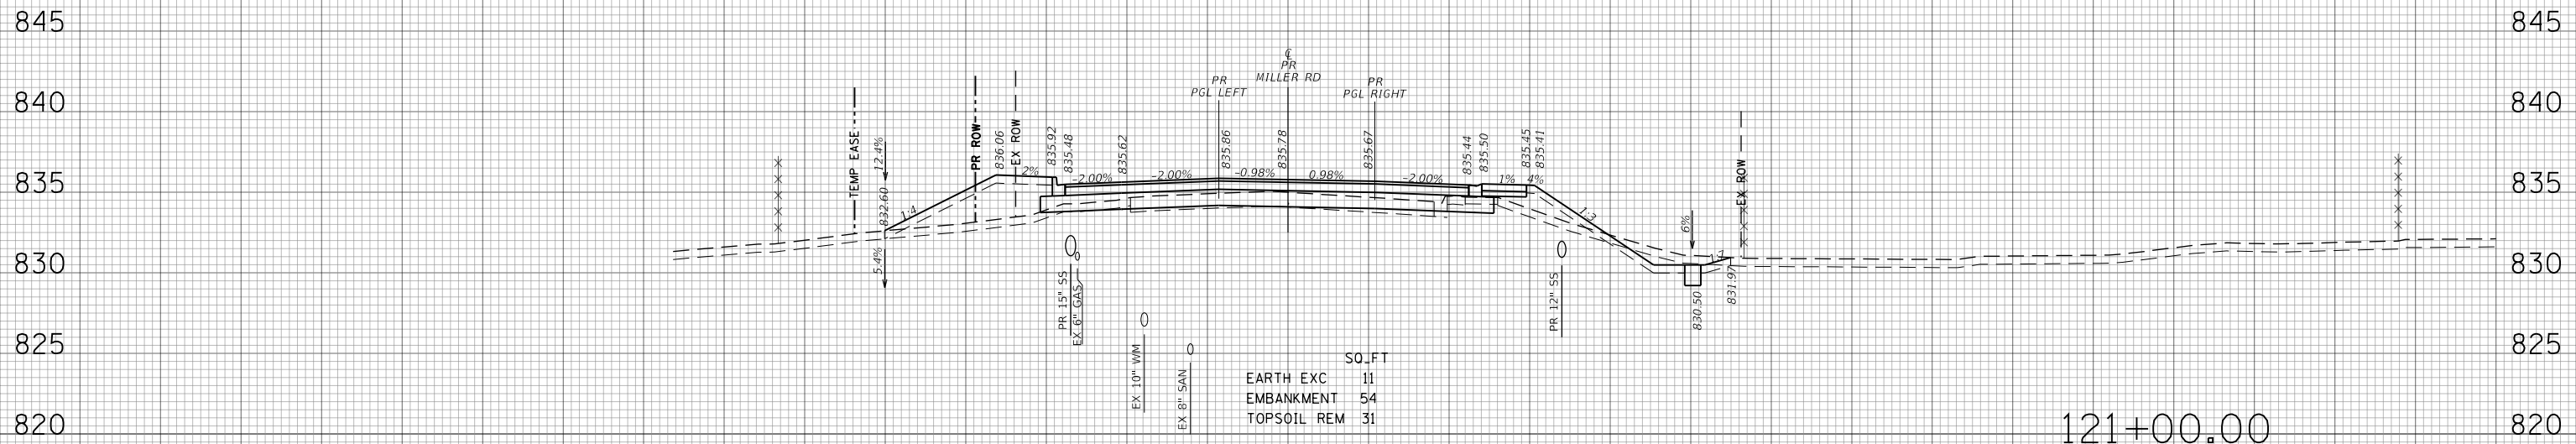 845
845
℄
PR
MILLER RD
PR
PGL LEFT
PR
PGL RIGHT
840
840
TEMP EASE
12.4%
832.60
5.4%
PR ROW
836.06
EX ROW
835.92
835.48
835.62
835.86
835.78
835.67
835.44
835.50
835.45
835.41
EX ROW
835
835
2%
-2.00%
-2.00%
-0.98%
0.98%
-2.00%
1%
4%
1:4
1:3
6%
830
830
830.50
831.97
PR 15" SS
EX 6" GAS
PR 12" SS
825
825
EX 10" WM
EX 8" SAN
SQ_FT
EARTH EXC 11
EMBANKMENT 54
TOPSOIL REM 31
820
820
121+00.00